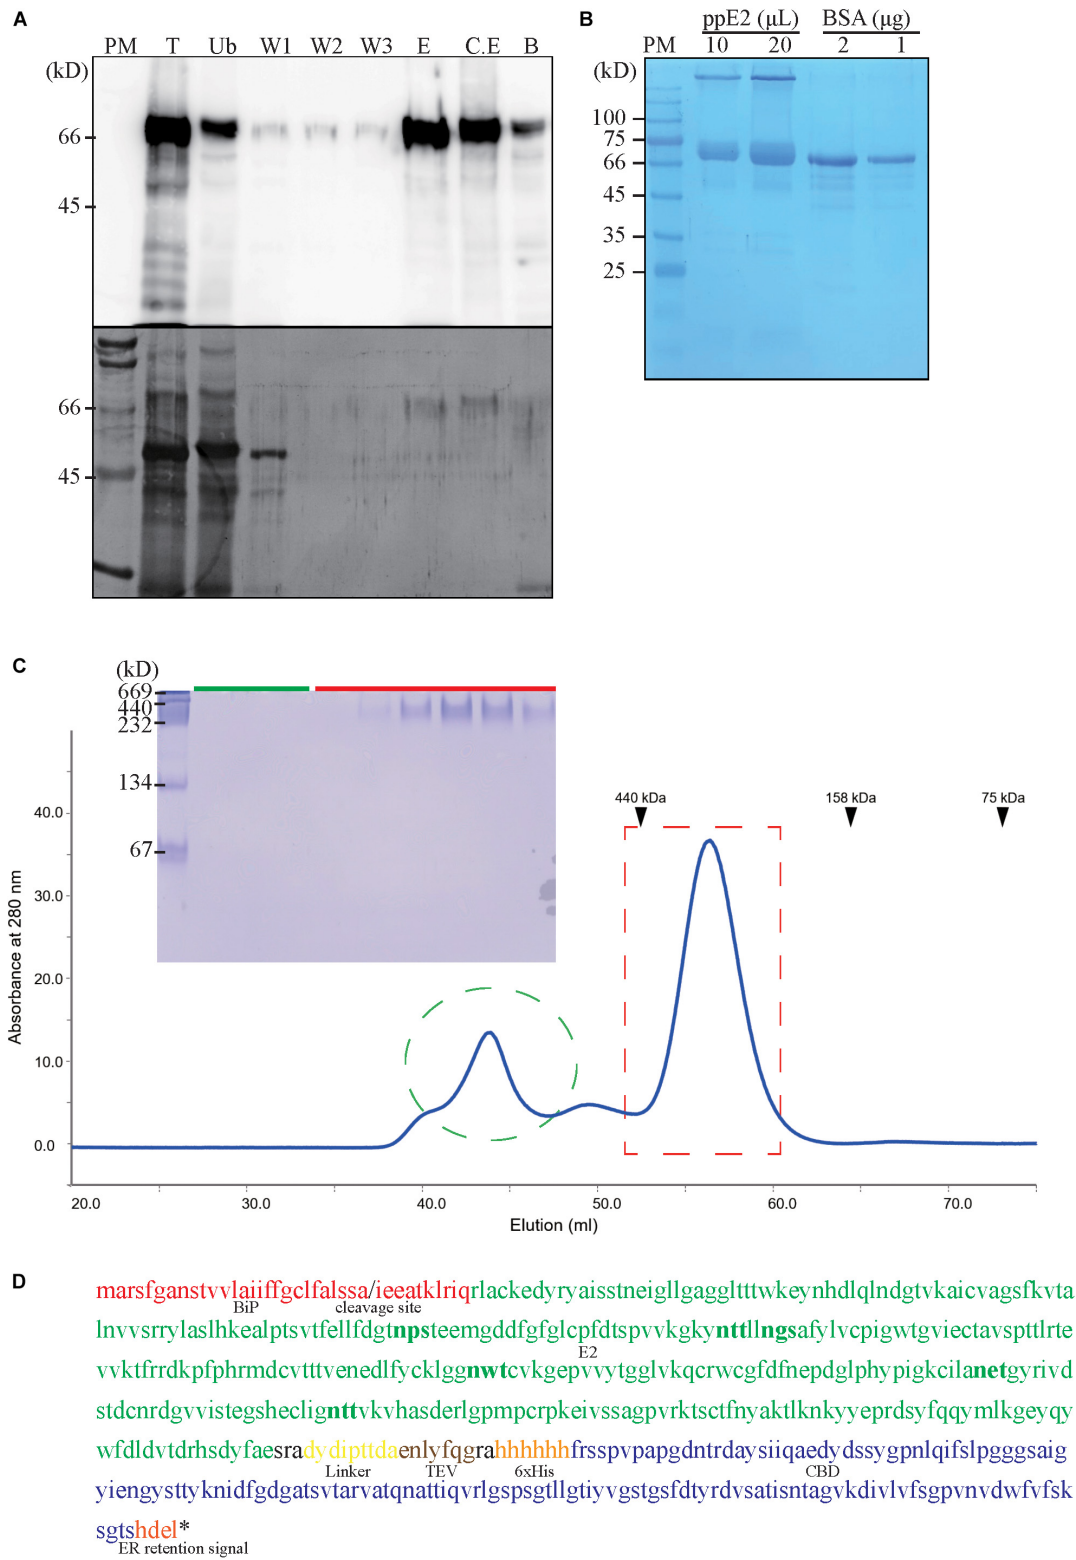 A
PM T Ub W1 W2 W3 E C.E B
(kD)
66
45
66
45
B
ppE2 (μL) BSA (μg)
PM 10 20 2 1
(kD)
100
75
66
45
35
25
C
(kD)
669
440
232
134
67
440 kDa 158 kDa 75 kDa
40.0
30.0
20.0
10.0
0.0
Absorbance at 280 nm
20.0 30.0 40.0 50.0 60.0 70.0
Elution (ml)
D
marsfganstvvlaiiffgclfalssa/ieeatklriqrlackedyryaisstneigllgaggltttwkeynhdlqlndgtvkaicvagsfkvta
BiP cleavage site
lnvvsrrylaslhkealptsvtfellfdgtnpsteemgddfgfglcpfdtspvvkgkynttllngsafylvcpigwtgviectavspttlrte
E2
vvktfrrdkpfphrmdcvtttvenedlfycklggnwtcvkgepvvytgglvkqcrwcgfdfnepdglphypigkcilanetgyrivd
stdcnrdgvvistegsheclignttvkvhasderlgpmpcrpkeivssagpvrktsctfnyaktlknkyyeprdsyfqqymlkgeyqy
wfdldvtdrhsdyfaesradydipttdaenlyfqgrahhhhhhfrsspvpapgdntrdaysiiqaedydssygpnlqifslpgggsaig
Linker TEV 6xHis CBD
yiengysttyknidfgdgatsvtarvatqnattiqvrlgspsgtllgtiyvgstgsfdtyrdvsatisntagvkdivlvfsgpvnvdwfvfsk
sgtshdel*
ER retention signal